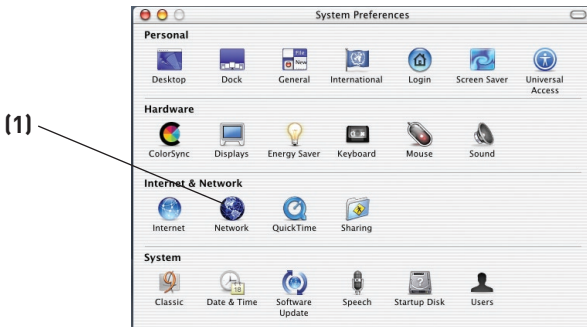 System Preferences
Personal
Desktop Dock General International Login Screen Saver Universal Access
(1)
Hardware
ColorSync Displays Energy Saver Keyboard Mouse Sound
Internet & Network
Internet Network QuickTime Sharing
System
Classic Date & Time Software Update Speech Startup Disk Users